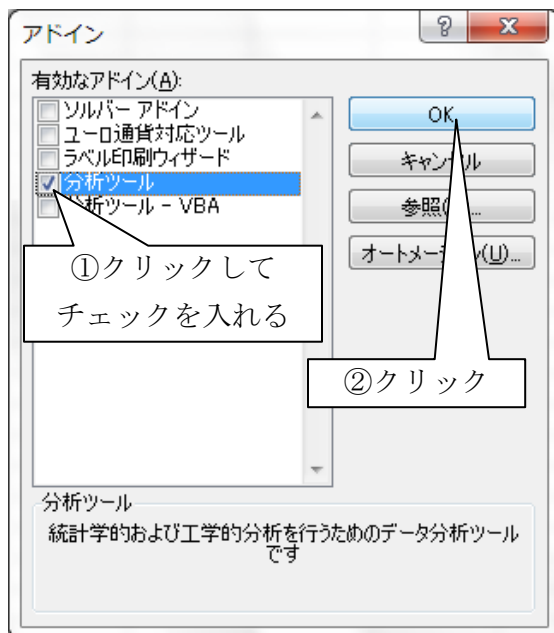 アドイン
有効なアドイン(A):
ソルバー アドイン
ユーロ通貨対応ツール
ラベル印刷ウィザード
分析ツール
分析ツール - VBA
OK
キャンセル
参照(
オートメーション(U)...
①クリックして
チェックを入れる
②クリック
分析ツール
統計学的および工学的分析を行うためのデータ分析ツール
です